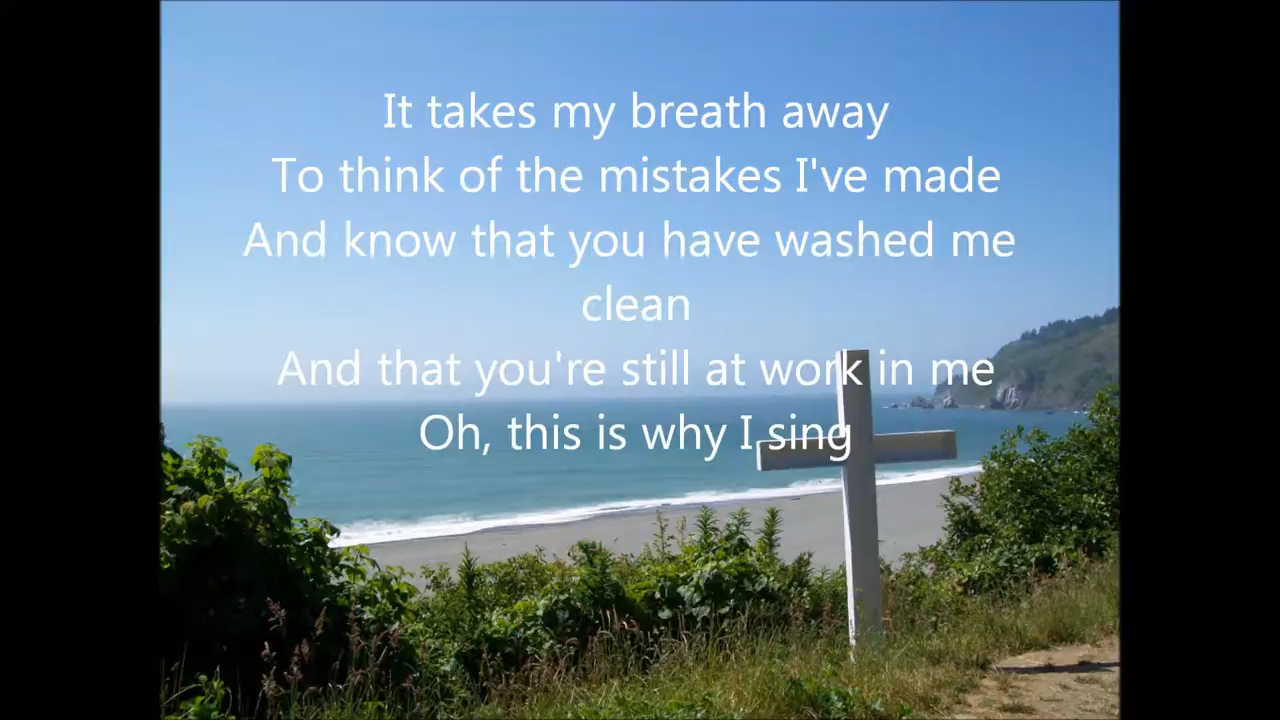 It takes my breath away
To think of the mistakes I've made
And know that you have washed me
clean
And that you're still at work in me
Oh, this is why I sing